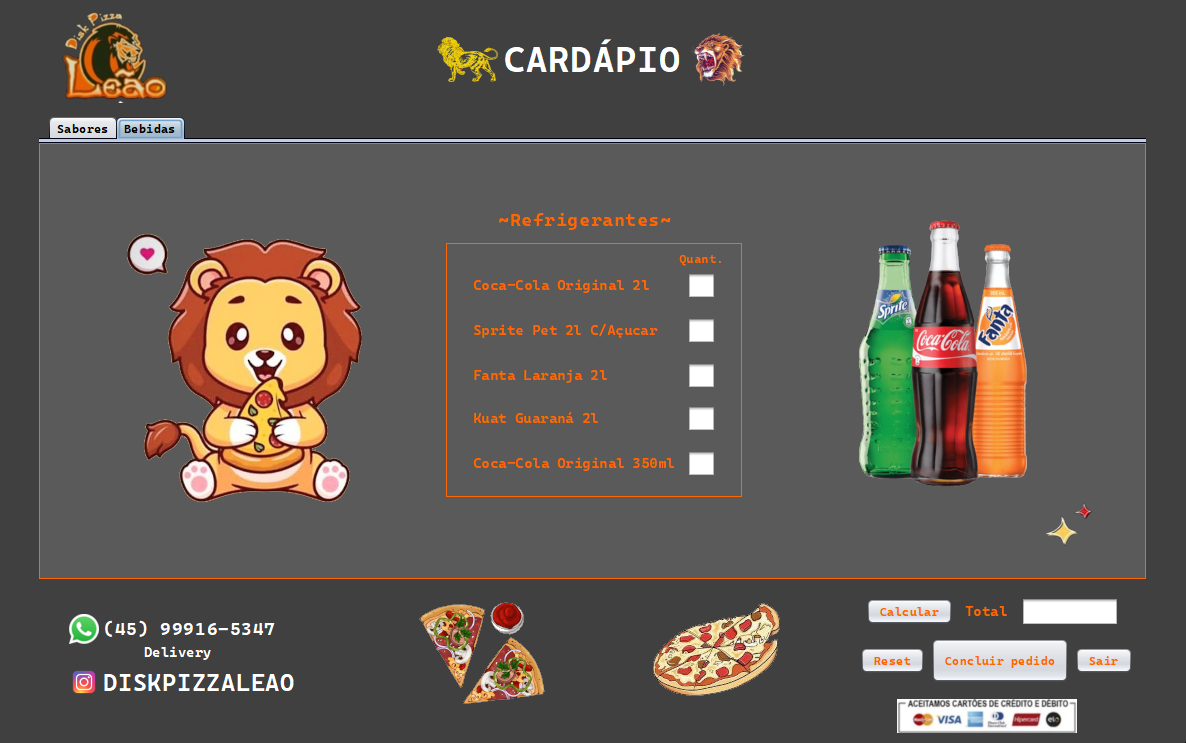 Disk Pizza
Leão
CARDÁPIO
Sabores
Bebidas
~Refrigerantes~
Quant.
Coca-Cola Original 2l
Sprite Pet 2l C/Açucar
Fanta Laranja 2l
Kuat Guaraná 2l
Coca-Cola Original 350ml
Sprite
Coca-Cola
Fanta
(45) 99916-5347
Delivery
DISKPIZZALEAO
Calcular
Total
Reset
Concluir pedido
Sair
ACEITAMOS CARTÕES DE CRÉDITO E DÉBITO
VISA
Hipercard
elo